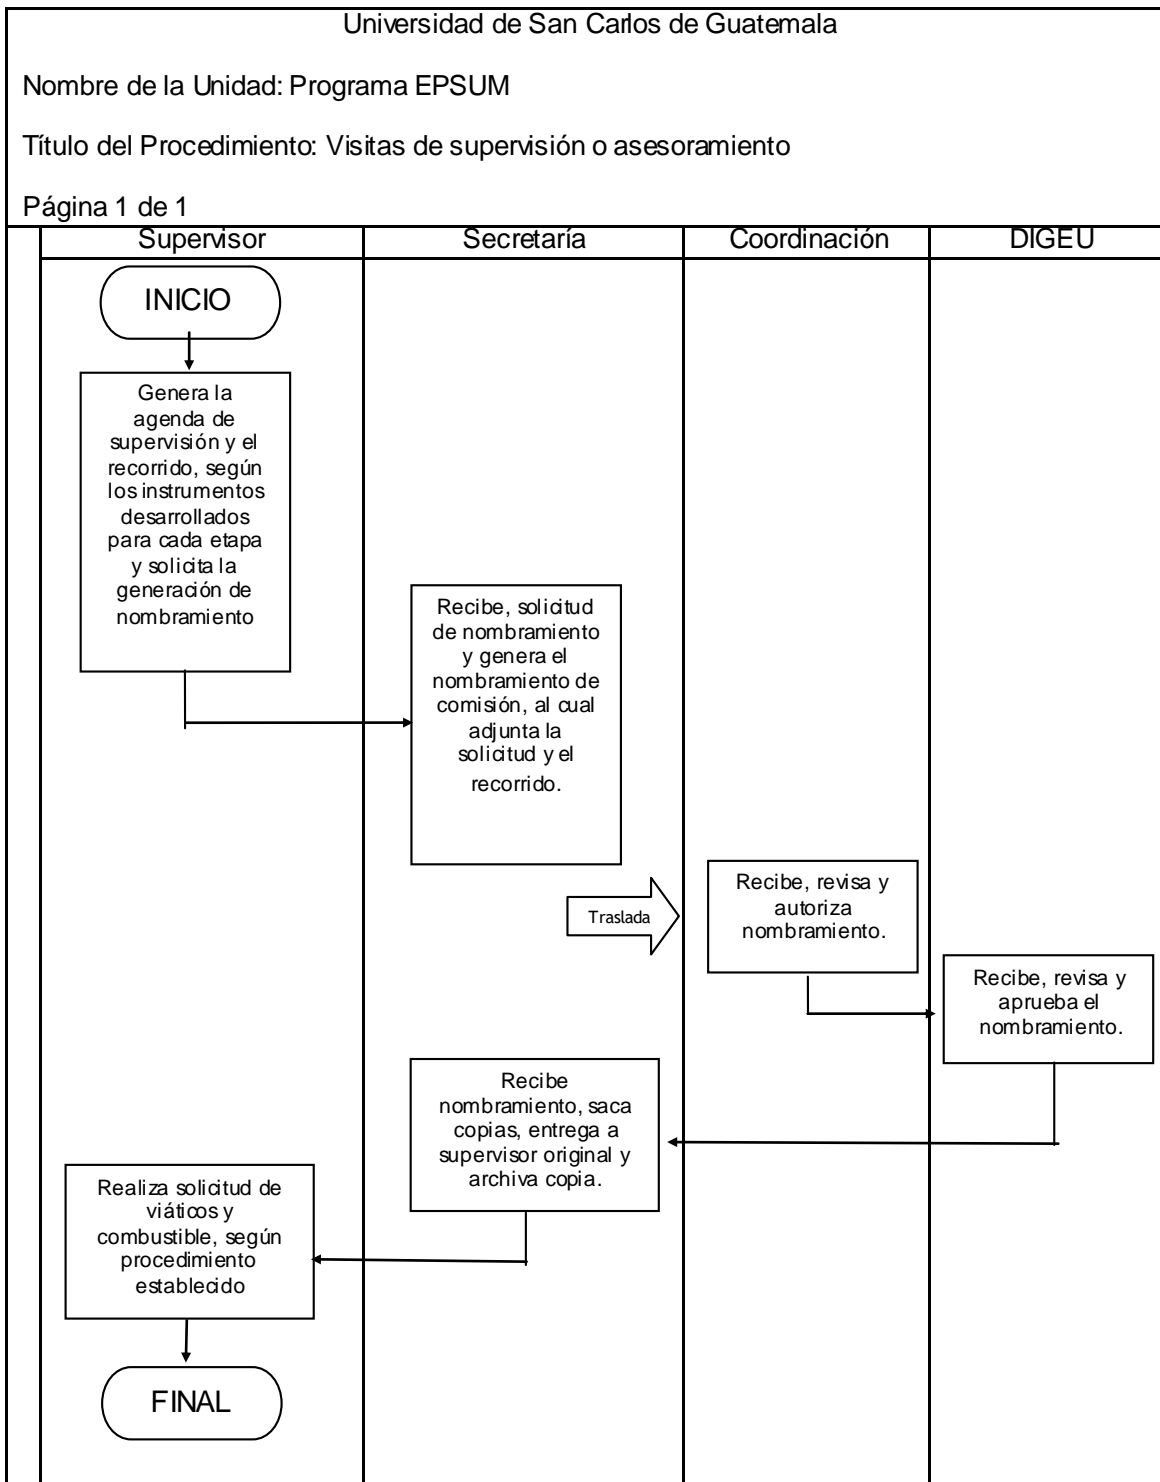 Universidad de San Carlos de Guatemala
Nombre de la Unidad: Programa EPSUM
Título del Procedimiento: Visitas de supervisión o asesoramiento
Página 1 de 1
Supervisor
Secretaría
Coordinación
DIGEU
INICIO
Genera la
agenda de
supervisión y el
recorrido, según
los instrumentos
desarrollados
para cada etapa
y solicita la
generación de
nombramiento
Recibe, solicitud
de nombramiento
y genera el
nombramiento de
comisión, al cual
adjunta la
solicitud y el
recorrido.
Traslada
Recibe, revisa y
autoriza
nombramiento.
Recibe, revisa y
aprueba el
nombramiento.
Recibe
nombramiento, saca
copias, entrega a
supervisor original y
archiva copia.
Realiza solicitud de
viáticos y
combustible, según
procedimiento
establecido
FINAL